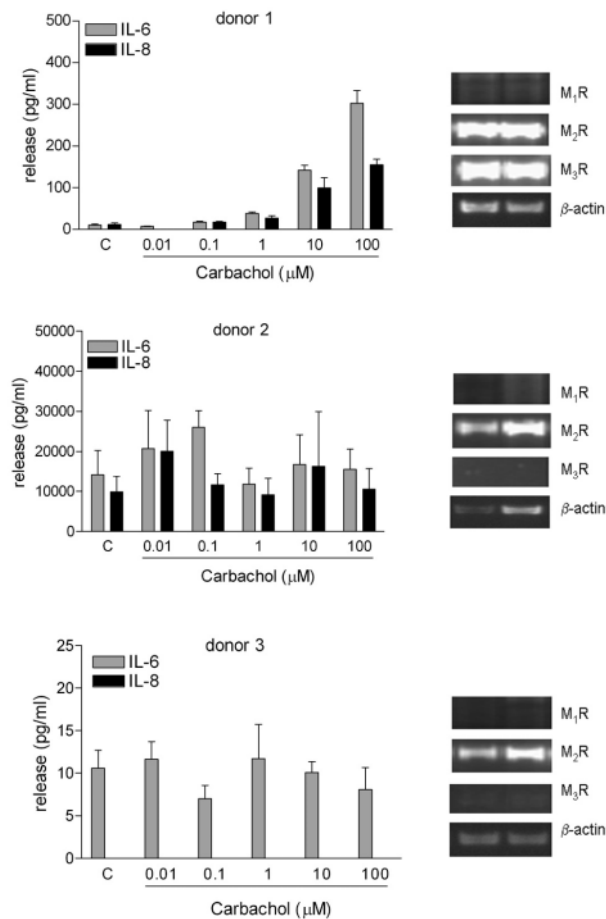 donor 1
IL-6
IL-8
500
400
300
200
100
0
release (pg/ml)
C 0.01 0.1 1 10 100
Carbachol (μM)
M₁R
M₂R
M₃R
β-actin
donor 2
IL-6
IL-8
50000
40000
30000
20000
10000
0
release (pg/ml)
C 0.01 0.1 1 10 100
Carbachol (μM)
M₁R
M₂R
M₃R
β-actin
donor 3
IL-6
IL-8
25
20
15
10
5
0
release (pg/ml)
C 0.01 0.1 1 10 100
Carbachol (μM)
M₁R
M₂R
M₃R
β-actin